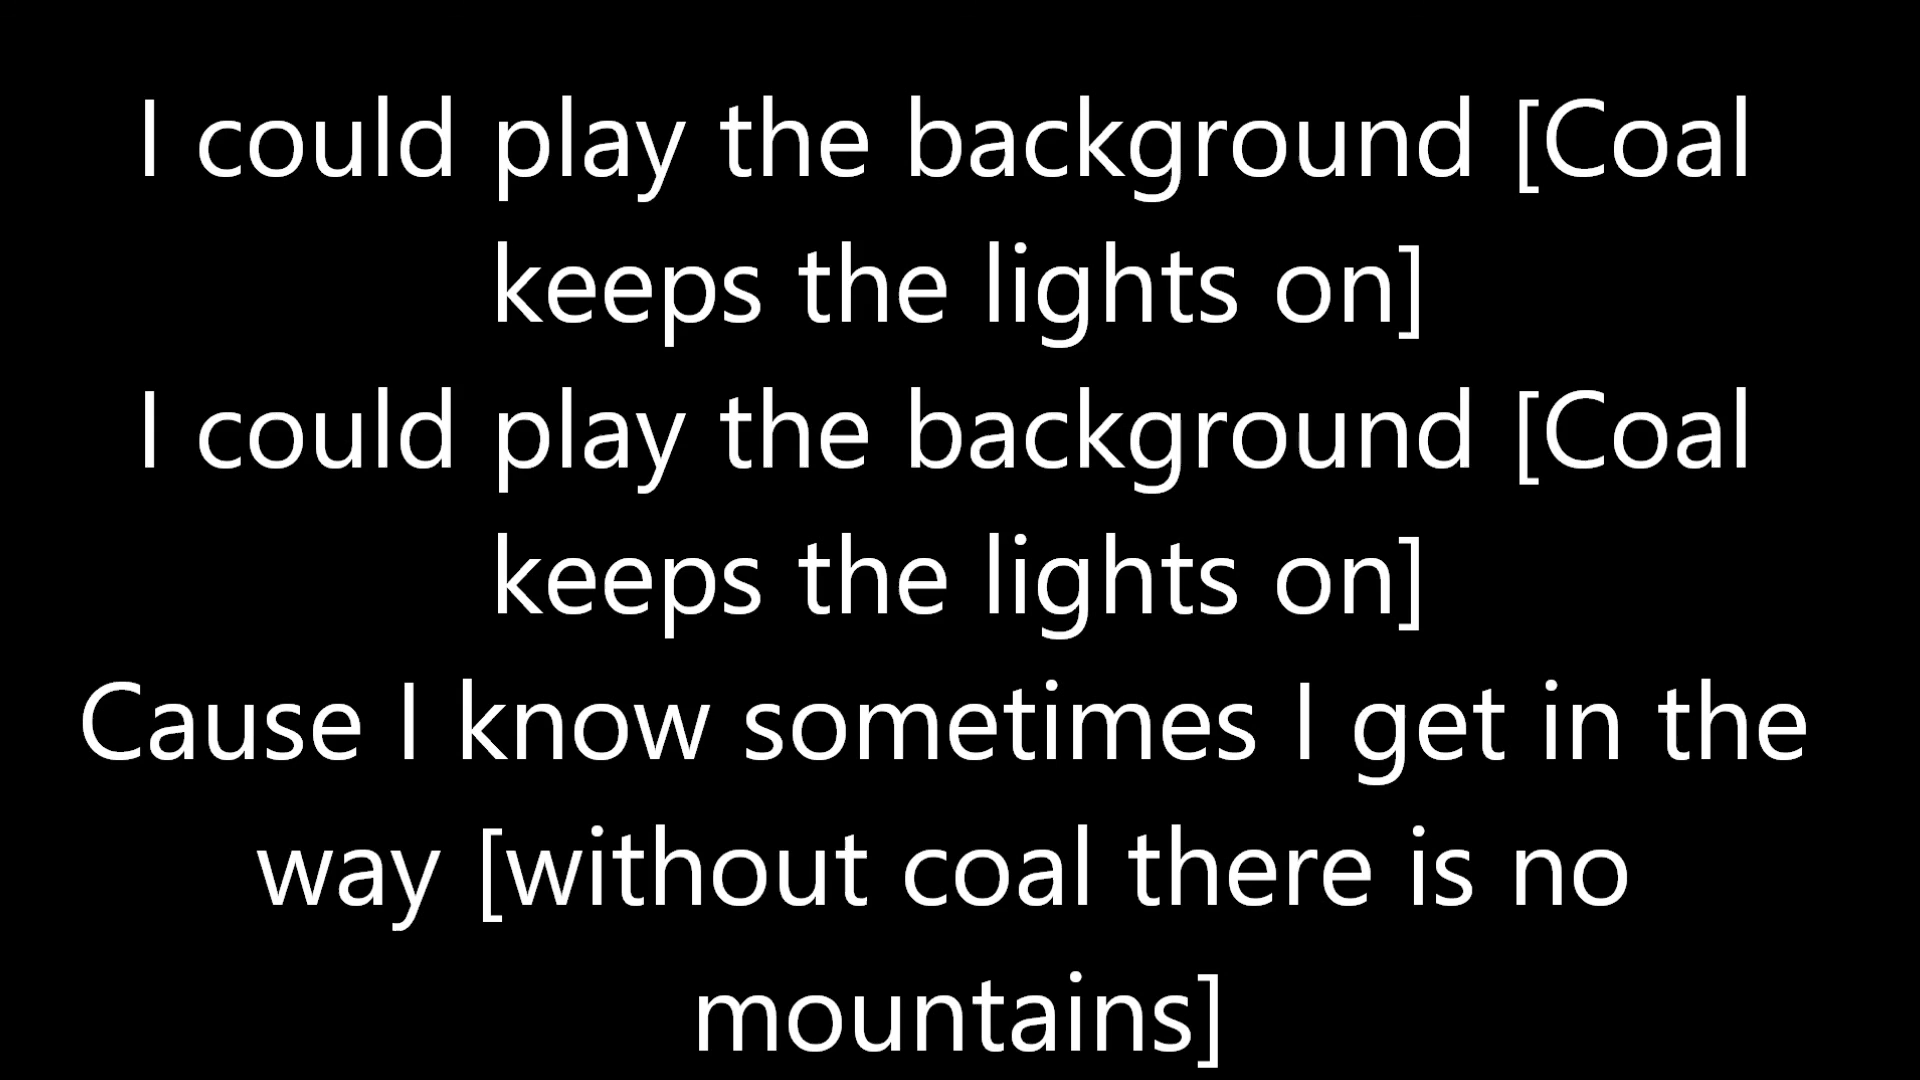 I could play the background [Coal
keeps the lights on]
I could play the background [Coal
keeps the lights on]
Cause I know sometimes I get in the
way [without coal there is no
mountains]